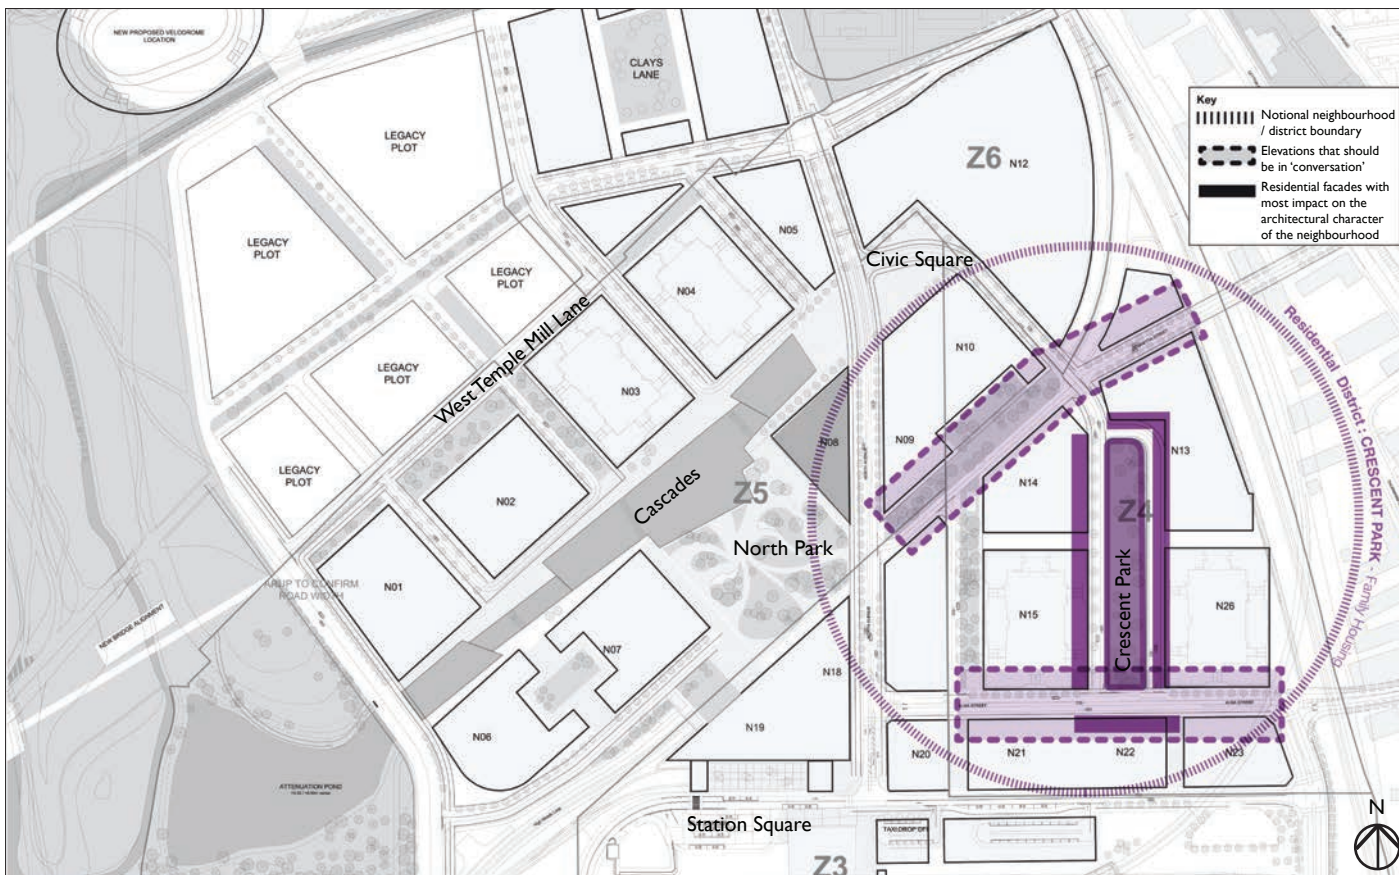 NEW PROPOSED VELODROME
LOCATION
CLAYS
LANE
LEGACY
PLOT
Z6 N12
Key
Notional neighbourhood
/ district boundary
Elevations that should
be in ‘conversation’
Residential facades with
most impact on the
architectural character
of the neighbourhood
LEGACY
PLOT
N05
Civic Square
LEGACY
PLOT
N04
West Temple Mill Lane
N10
Residential District : CRESCENT PARK - Family Housing
LEGACY
PLOT
N03
N08
N09
N13
LEGACY
PLOT
N02
Cascades
Z5
N14
Z4
North Park
ARUP TO CONFIRM
ROAD WIDTH
N01
NEW BRIDGE ALIGNMENT
N15
Crescent Park
N26
N07
N18
N06
N19
N20
N21
N22
N23
ATTENUATION POND
Station Square
TAXI DROP OFF
Z3
N